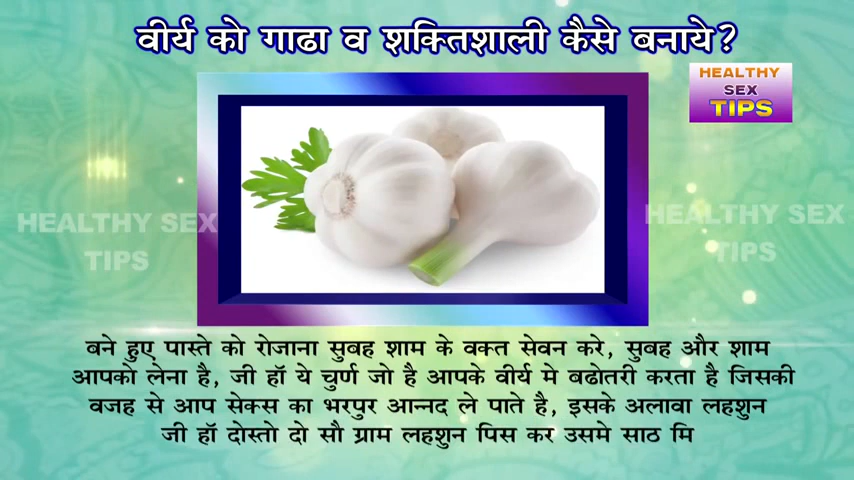 वीर्य को गाढा व शक्तिशाली कैसे बनाये?
HEALTHY
SEX
TIPS
HEALTHY SEX
TIPS
HEALTHY SEX
TIPS
बने हुए पास्ते को रोजाना सुबह शाम के वक्त सेवन करे, सुबह और शाम
आपको लेना है, जी हॉ ये चुर्ण जो है आपके वीर्य मे बढोतरी करता है जिसकी
वजह से आप सेक्स का भरपुर आन्नद ले पाते है, इसके अलावा लहशुन
जी हॉ दोस्तो दो सौ ग्राम लहशुन पिस कर उसमे साठ मि